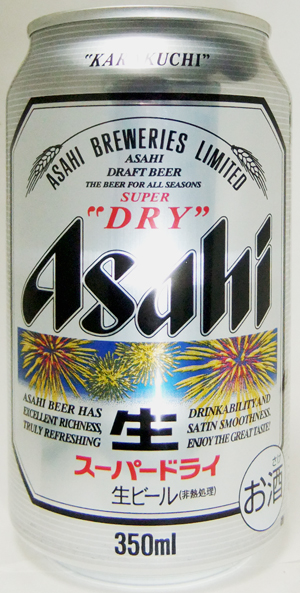 "KARAKUCHI"
ASAHI BREWERIES LIMITED
ASAHI
DRAFT BEER
THE BEER FOR ALL SEASONS
SUPER
"DRY"
Asahi
ASAHI BEER HAS
EXCELLENT RICHNESS
TRULY REFRESHING
生
DRINKABILITY AND
SATIN SMOOTHNESS.
ENJOY THE GREAT TASTE!
スーパードライ
生ビール(非熱処理)
お酒
350ml